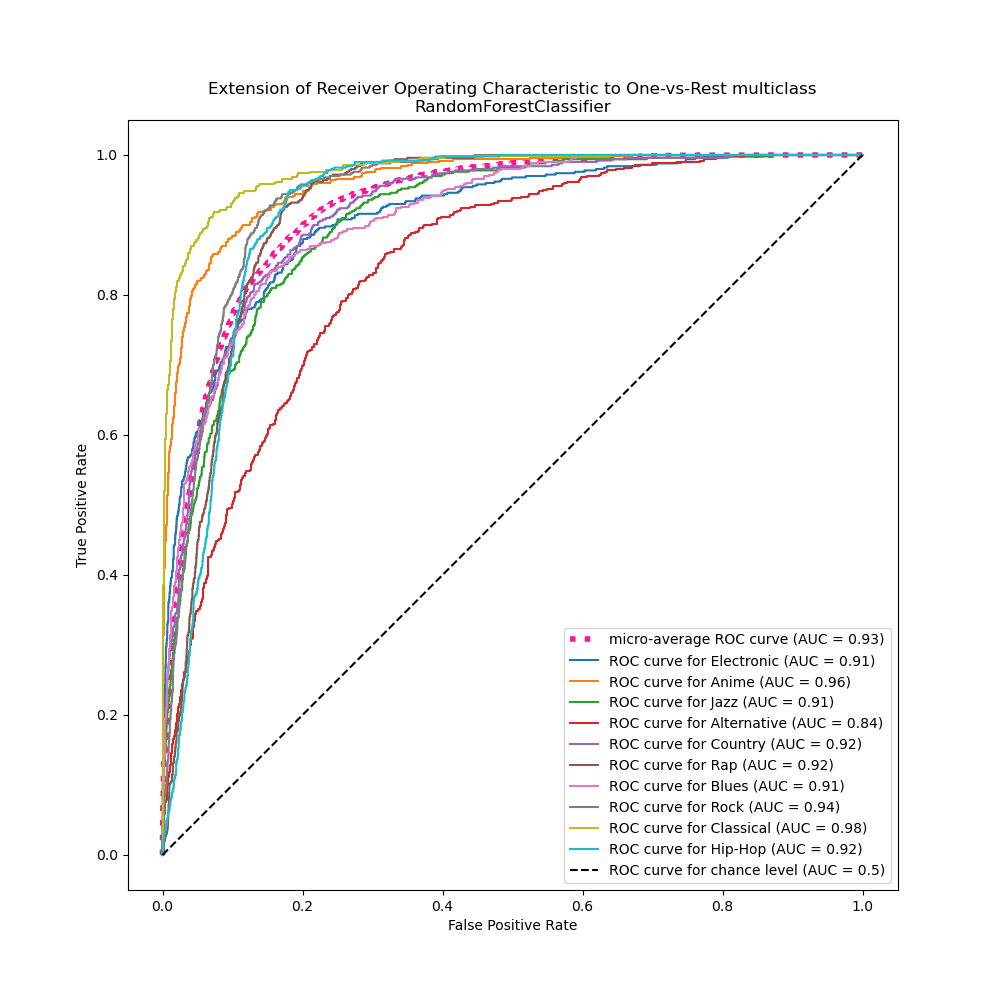 Extension of Receiver Operating Characteristic to One-vs-Rest multiclass
RandomForestClassifier
1.0
0.8
0.6
0.4
0.2
0.0
True Positive Rate
micro-average ROC curve (AUC = 0.93)
ROC curve for Electronic (AUC = 0.91)
ROC curve for Anime (AUC = 0.96)
ROC curve for Jazz (AUC = 0.91)
ROC curve for Alternative (AUC = 0.84)
ROC curve for Country (AUC = 0.92)
ROC curve for Rap (AUC = 0.92)
ROC curve for Blues (AUC = 0.91)
ROC curve for Rock (AUC = 0.94)
ROC curve for Classical (AUC = 0.98)
ROC curve for Hip-Hop (AUC = 0.92)
ROC curve for chance level (AUC = 0.5)
0.0 0.2 0.4 0.6 0.8 1.0
False Positive Rate